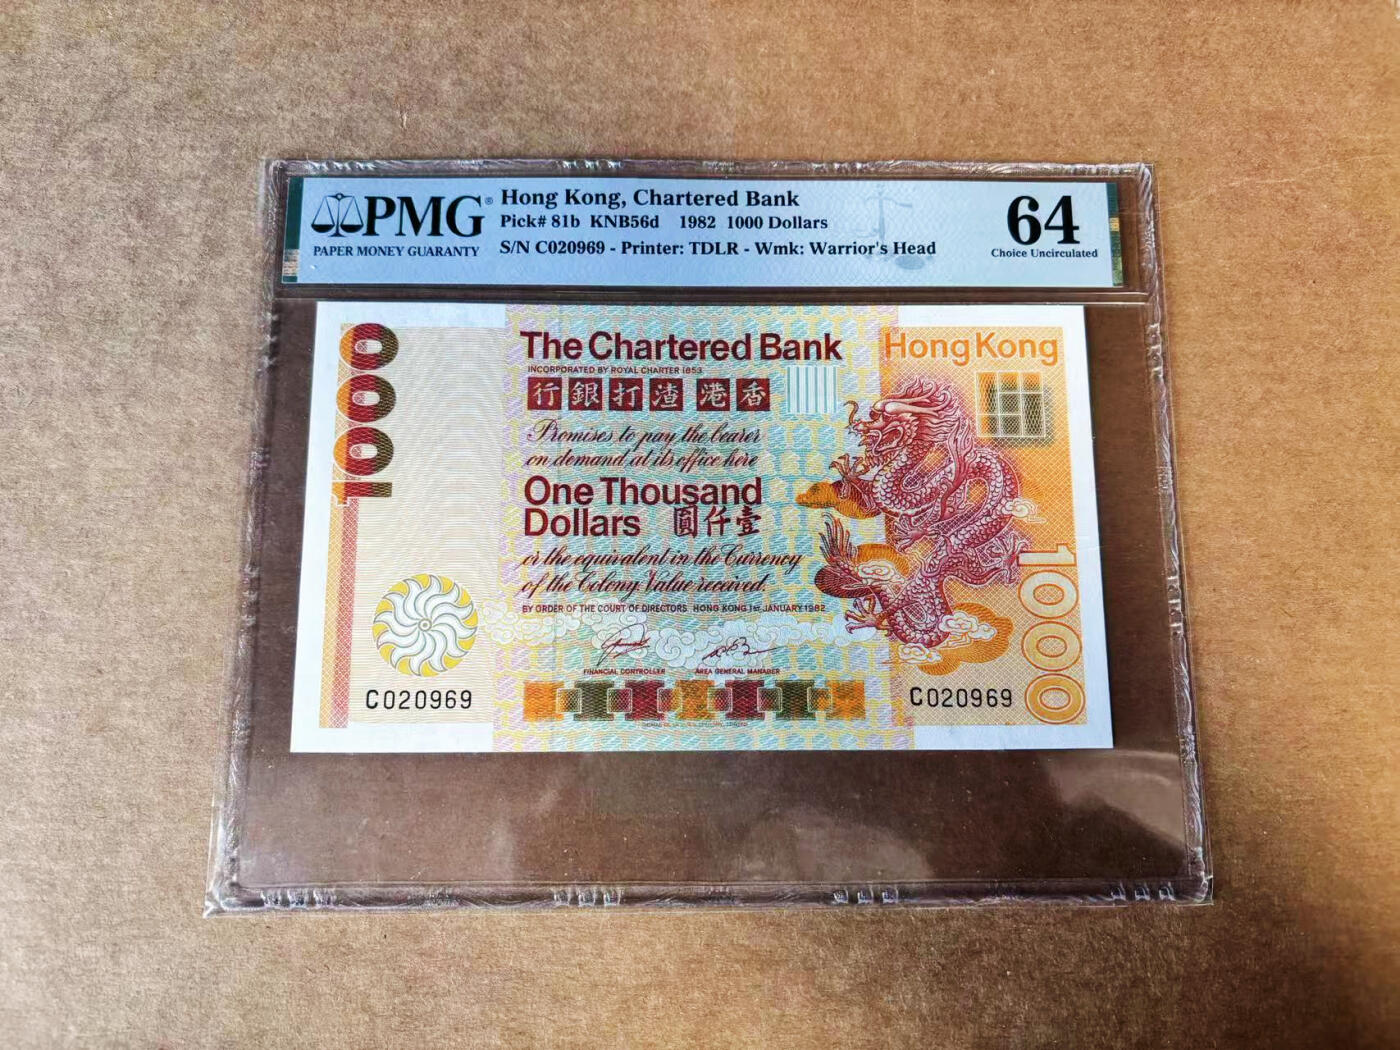 PMG®
PAPER MONEY GUARANTY
Hong Kong, Chartered Bank
Pick# 81b KNB56d 1982 1000 Dollars
S/N C020969 - Printer: TDLR - Wmk: Warrior's Head
64
Choice Uncirculated
1000
The Chartered Bank
Hong Kong
INCORPORATED BY ROYAL CHARTER 1853
行銀打渣 港香
Promises to pay the bearer
on demand at its office here
One Thousand
Dollars 圓仟壹
or the equivalent in the Currency
of the Colony Value received.
BY ORDER OF THE COURT OF DIRECTORS HONG KONG 1ST JANUARY 1982
FINANCIAL CONTROLLER AREA GENERAL MANAGER
1000
C020969
C020969